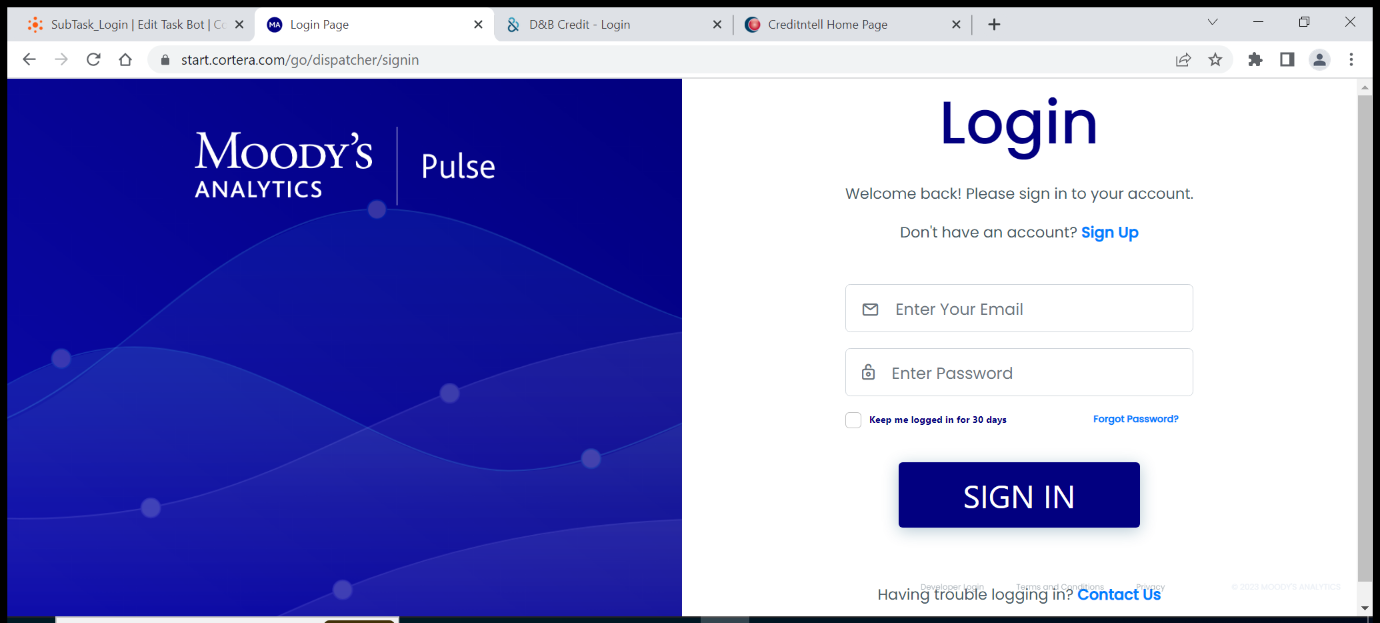 SubTask_Login | Edit Task Bot | Co
Login Page
D&B Credit - Login
Creditntell Home Page
start.cortera.com/go/dispatcher/signin
MOODY'S
ANALYTICS
Pulse
MA
Login
Welcome back! Please sign in to your account.
Don't have an account? Sign Up
Enter Your Email
Enter Password
Keep me logged in for 30 days
Forgot Password?
SIGN IN
Developer Login
Terms and Conditions
Privacy
© 2022 MOODY'S ANALYTICS
Having trouble logging in? Contact Us